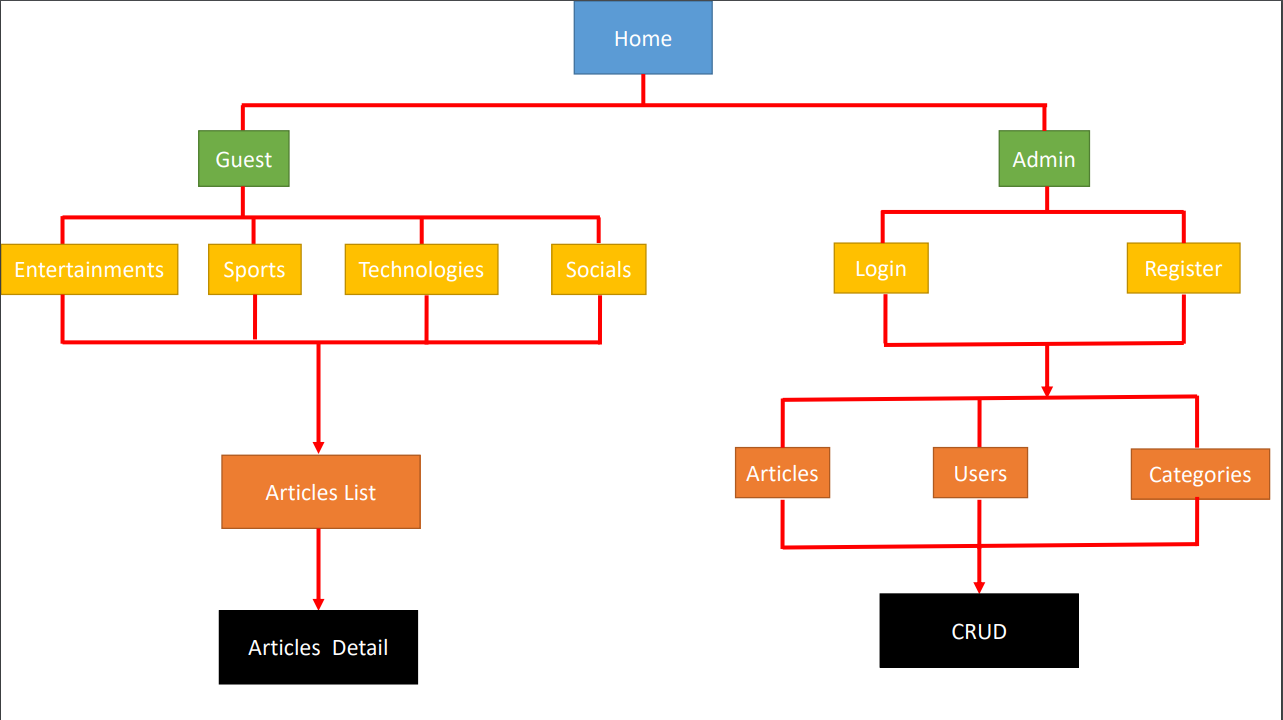 Home
Guest
Admin
Entertainments
Sports
Technologies
Socials
Login
Register
Articles List
Articles
Users
Categories
Articles  Detail
CRUD